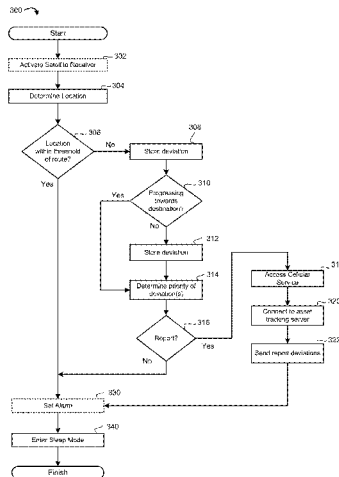 300
Start
302
Activate Satellite Receiver
304
Determine Location
306
Location
within threshold
of route?
No
308
Store deviation
Yes
310
Progressing
towards
destination?
Yes
No
312
Store deviation
314
Determine priority of
deviation(s)
316
Report?
Yes
No
Access Cellular
Service
320
Connect to asset
tracking server
322
Send report deviations
330
Set Alarm
340
Enter Sleep Mode
Finish